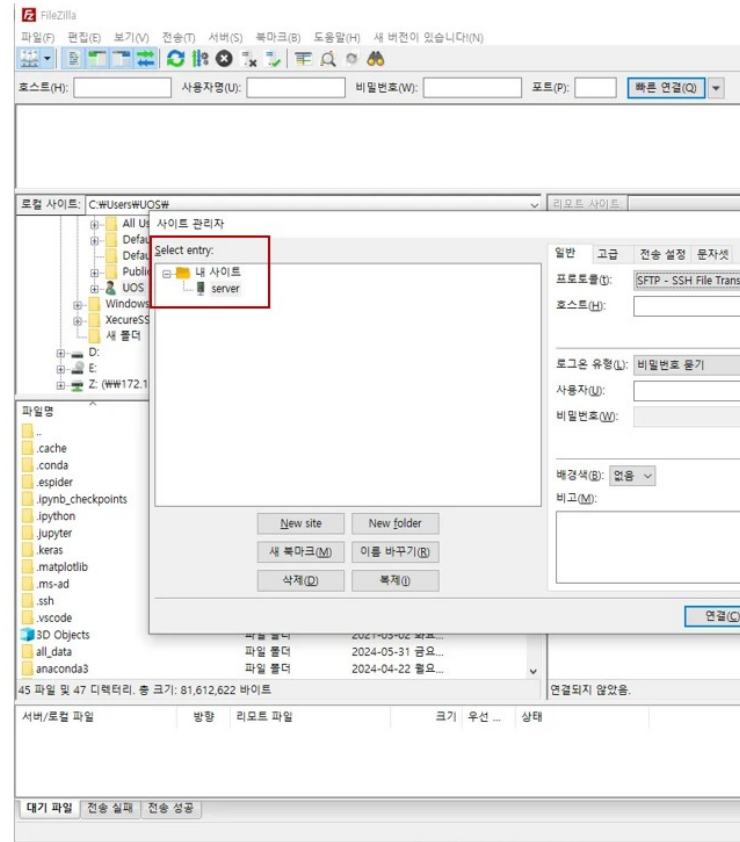 FileZilla
파일(F) 편집(E) 보기(V) 전송(T) 서버(S) 북마크(B) 도움말(H) 새 버전이 있습니다!(N)
호스트(H): 사용자명(U): 비밀번호(W): 포트(P): 빠른 연결(Q)
로컬 사이트: C:₩Users₩UOS₩ 리모트 사이트:
All Us
Defau
Defau
Public
UOS
Windows
XecureSS
새 폴더
D:
E:
Z: (₩₩172.1
사이트 관리자
Select entry:
내 사이트
server
New site New folder
새 북마크(M) 이름 바꾸기(R)
삭제(D) 복제(I)
일반 고급 전송 설정 문자셋
프로토콜(t): SFTP - SSH File Trans
호스트(H):
로그온 유형(L): 비밀번호 묻기
사용자(U):
비밀번호(W):
배경색(B): 없음
비고(M):
연결(C)
파일명
..
.cache
.conda
.espider
.ipynb_checkpoints
.ipython
.jupyter
.keras
.matplotlib
.ms-ad
.ssh
.vscode
3D Objects 파일 폴더 2021-03-02 화요...
all_data 파일 폴더 2024-05-31 금요...
anaconda3 파일 폴더 2024-04-22 월요...
45 파일 및 47 디렉터리. 총 크기: 81,612,622 바이트 연결되지 않았음.
서버/로컬 파일 방향 리모트 파일 크기 우선 ... 상태
대기 파일 전송 실패 전송 성공